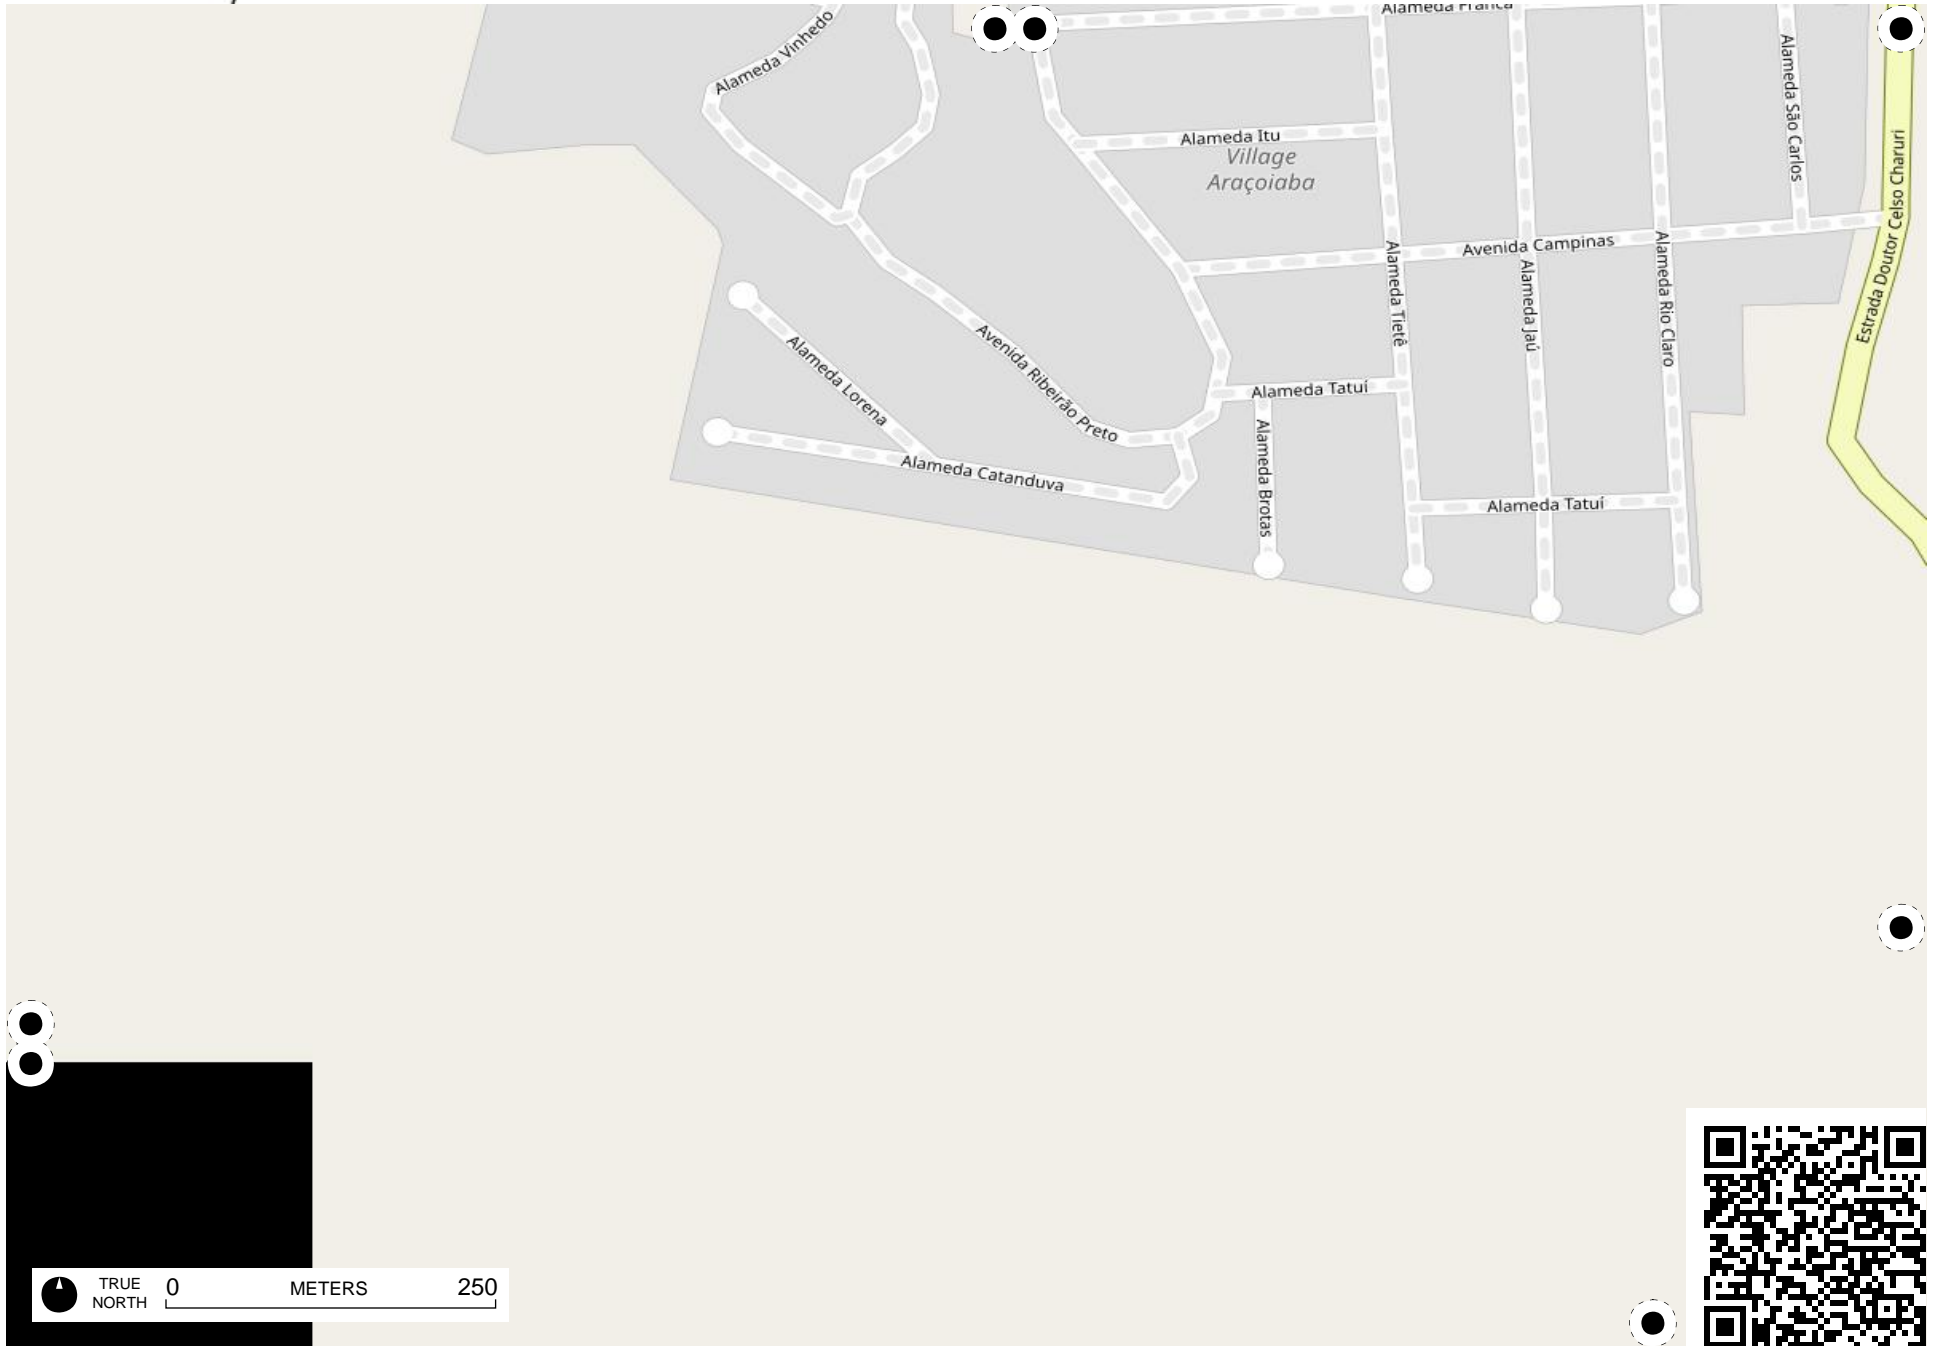 Alameda Franca
Alameda Vinhedo
Alameda São Carlos
Alameda Itu
Village
Araçoiaba
Estrada Doutor Celso Charuri
Avenida Campinas
Alameda Tietê
Alameda Jaú
Alameda Rio Claro
Avenida Ribeirão Preto
Alameda Lorena
Alameda Tatuí
Alameda Catanduva
Alameda Brotas
Alameda Tatuí
TRUE
NORTH
0 METERS 250